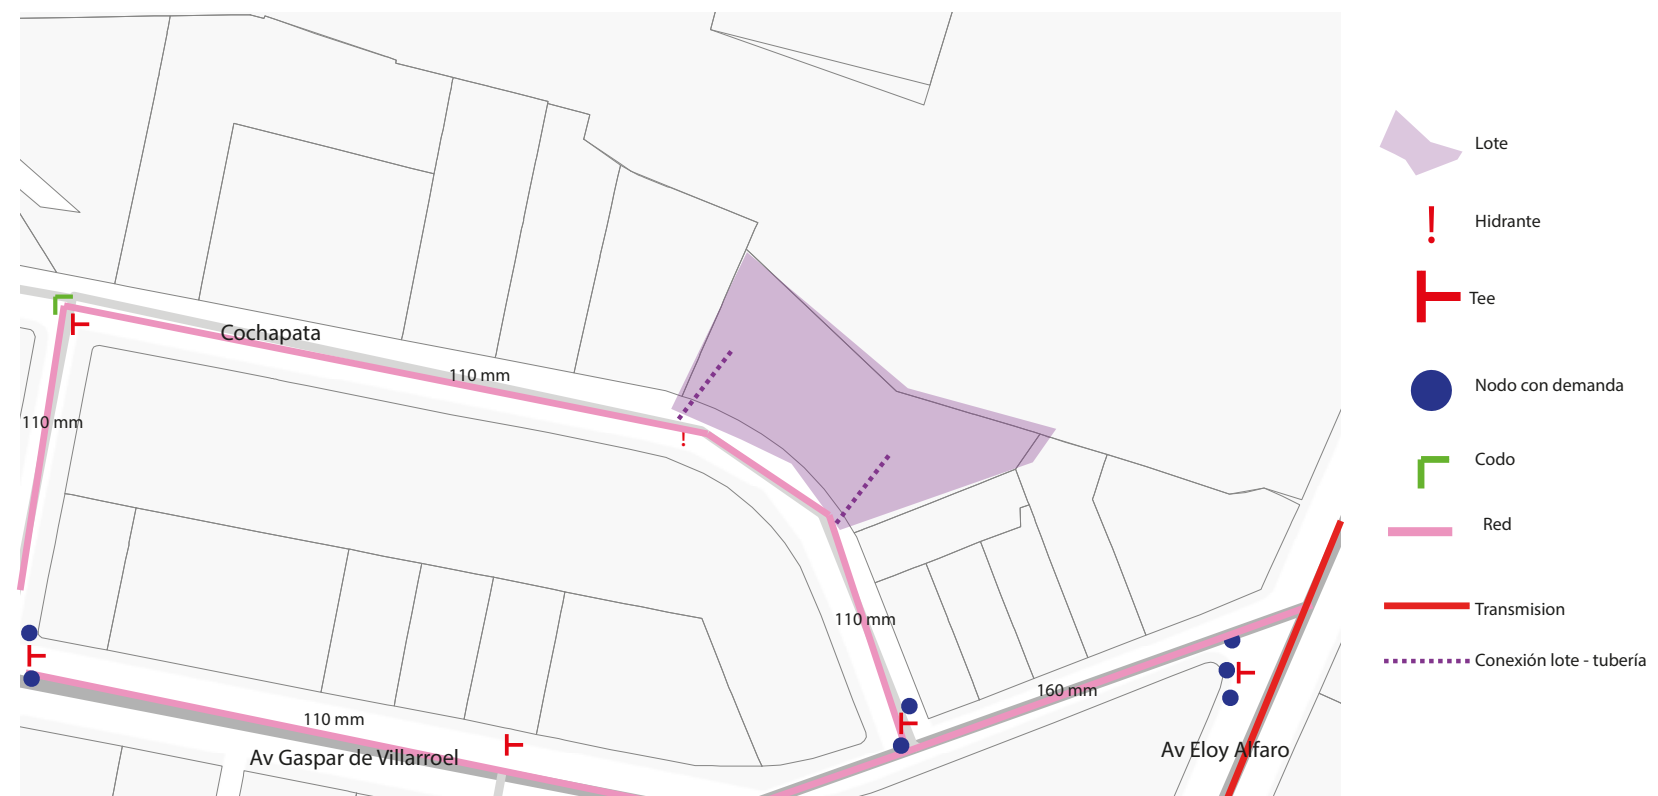 Cochapata
110 mm
110 mm
110 mm
110 mm
160 mm
Av Gaspar de Villarroel
Av Eloy Alfaro
Lote
Hidrante
Tee
Nodo con demanda
Codo
Red
Transmision
Conexión lote - tubería